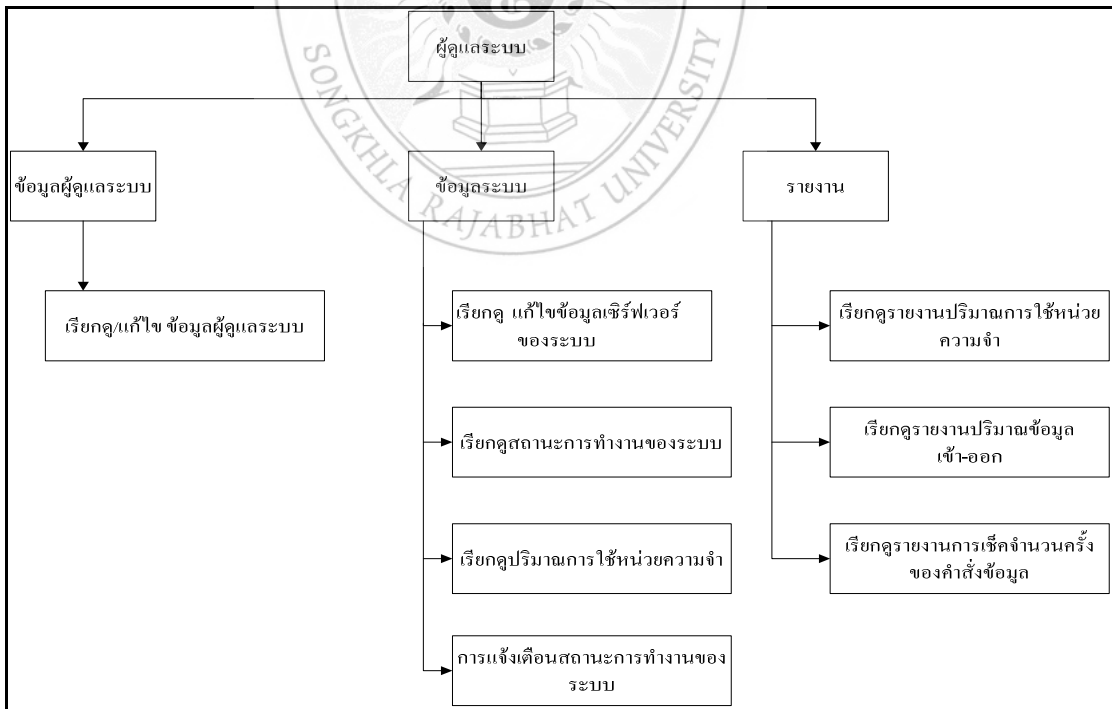 ผู้ดูแลระบบ
SONGKHLA RAJABHAT UNIVERSITY
ข้อมูลผู้ดูแลระบบ
ข้อมูลระบบ
รายงาน
เรียกดู/แก้ไข ข้อมูลผู้ดูแลระบบ
เรียกดู แก้ไขข้อมูลเซิร์ฟเวอร์
ของระบบ
เรียกดูสถานะการทำงานของระบบ
เรียกดูปริมาณการใช้หน่วยความจำ
การแจ้งเตือนสถานะการทำงานของ
ระบบ
เรียกดูรายงานปริมาณการใช้หน่วย
ความจำ
เรียกดูรายงานปริมาณข้อมูล
เข้า-ออก
เรียกดูรายงานการเช็คจำนวนครั้ง
ของคำสั่งข้อมูล